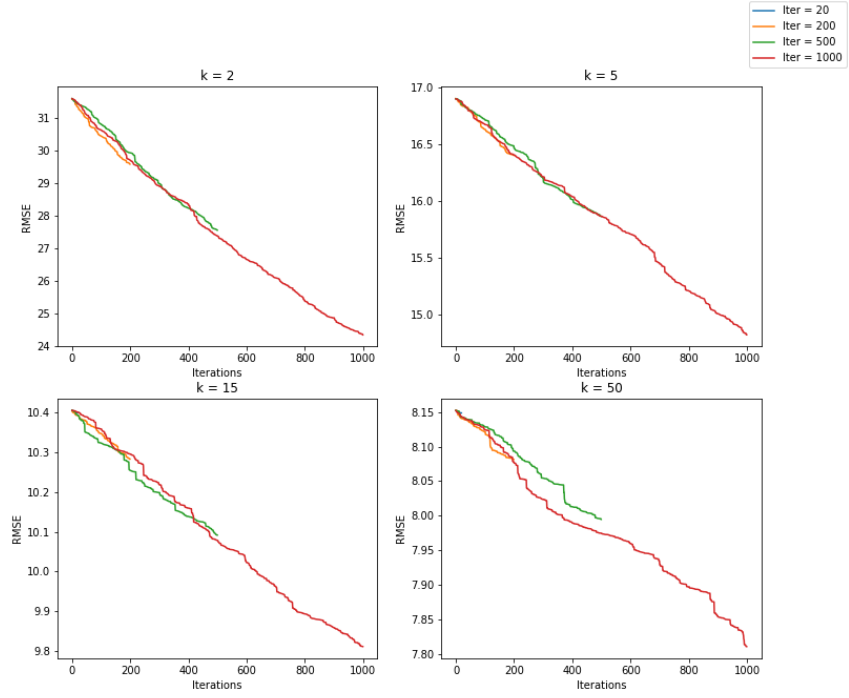 Iter = 20
Iter = 200
Iter = 500
Iter = 1000
k = 2
RMSE
31
30
29
28
27
26
25
24
0 200 400 600 800 1000
Iterations
k = 5
RMSE
17.0
16.5
16.0
15.5
15.0
0 200 400 600 800 1000
Iterations
k = 15
RMSE
10.4
10.3
10.2
10.1
10.0
9.9
9.8
0 200 400 600 800 1000
Iterations
k = 50
RMSE
8.15
8.10
8.05
8.00
7.95
7.90
7.85
7.80
0 200 400 600 800 1000
Iterations